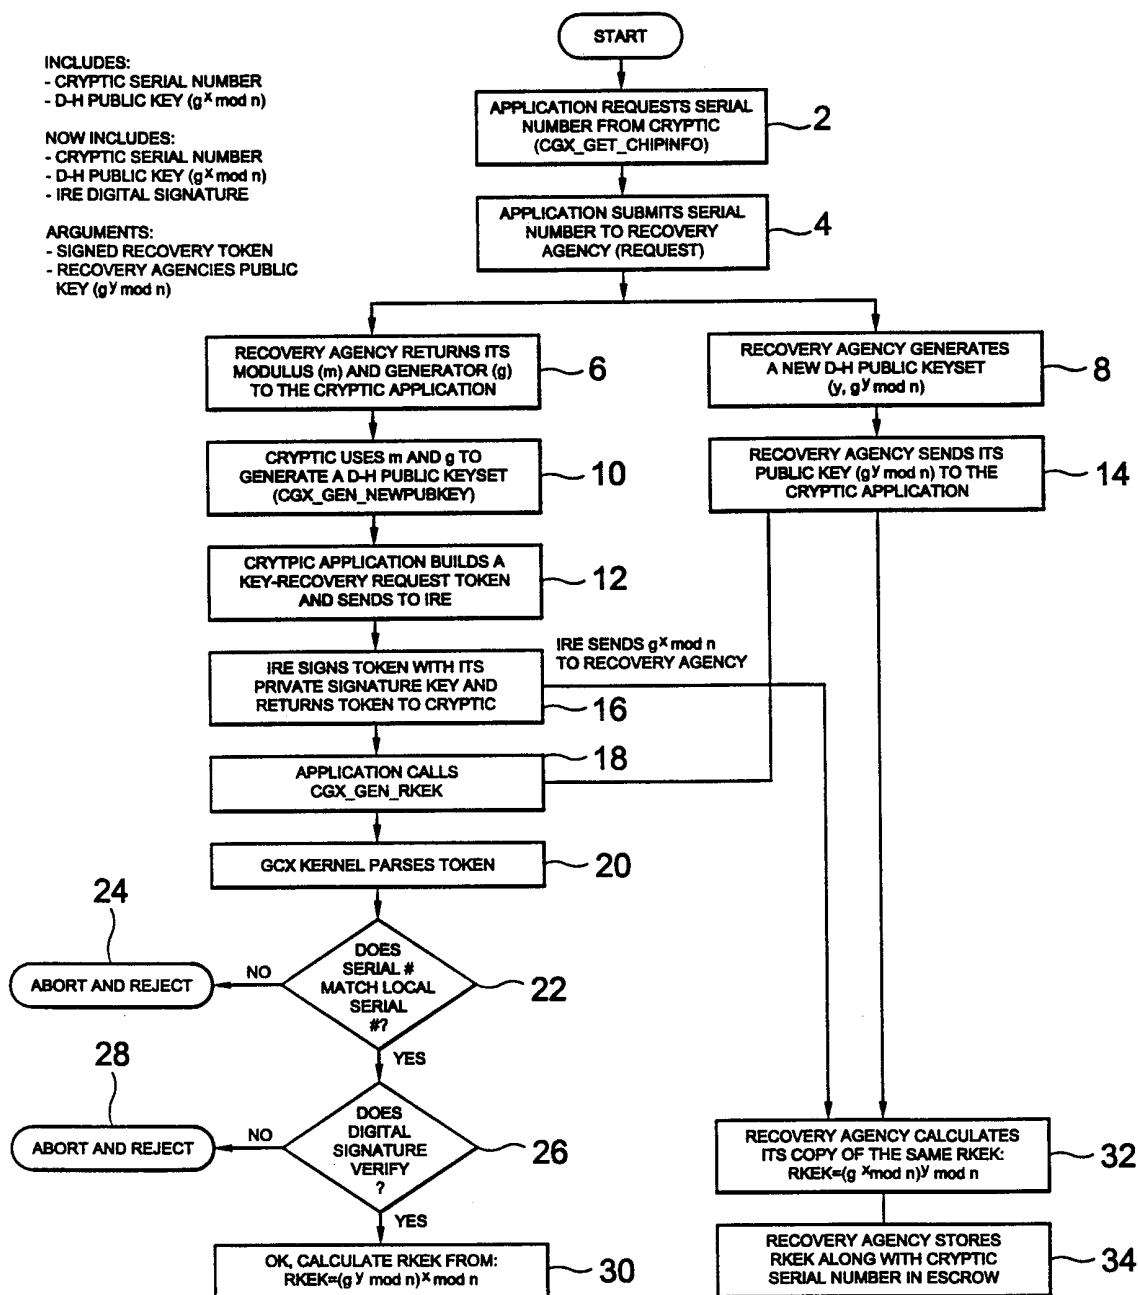 START
INCLUDES:
- CRYPTIC SERIAL NUMBER
- D-H PUBLIC KEY (g^x mod n)
NOW INCLUDES:
- CRYPTIC SERIAL NUMBER
- D-H PUBLIC KEY (g^x mod n)
- IRE DIGITAL SIGNATURE
ARGUMENTS:
- SIGNED RECOVERY TOKEN
- RECOVERY AGENCIES PUBLIC
KEY (g^y mod n)
APPLICATION REQUESTS SERIAL
NUMBER FROM CRYPTIC
(CGX_GET_CHIPINFO)
2
APPLICATION SUBMITS SERIAL
NUMBER TO RECOVERY
AGENCY (REQUEST)
4
RECOVERY AGENCY RETURNS ITS
MODULUS (m) AND GENERATOR (g)
TO THE CRYPTIC APPLICATION
6
RECOVERY AGENCY GENERATES
A NEW D-H PUBLIC KEYSET
(y, g^y mod n)
8
CRYPTIC USES m AND g TO
GENERATE A D-H PUBLIC KEYSET
(CGX_GEN_NEWPUBKEY)
10
RECOVERY AGENCY SENDS ITS
PUBLIC KEY (g^y mod n) TO THE
CRYPTIC APPLICATION
14
CRYTPIC APPLICATION BUILDS A
KEY-RECOVERY REQUEST TOKEN
AND SENDS TO IRE
12
IRE SIGNS TOKEN WITH ITS
PRIVATE SIGNATURE KEY AND
RETURNS TOKEN TO CRYPTIC
16
IRE SENDS g^x mod n
TO RECOVERY AGENCY
APPLICATION CALLS
CGX_GEN_RKEK
18
GCX KERNEL PARSES TOKEN
20
DOES
SERIAL #
MATCH LOCAL
SERIAL
#?
22
NO
24
ABORT AND REJECT
YES
DOES
DIGITAL
SIGNATURE
VERIFY
?
26
NO
28
ABORT AND REJECT
YES
OK, CALCULATE RKEK FROM:
RKEK=(g^y mod n)^x mod n
30
RECOVERY AGENCY CALCULATES
ITS COPY OF THE SAME RKEK:
RKEK=(g^x mod n)^y mod n
32
RECOVERY AGENCY STORES
RKEK ALONG WITH CRYPTIC
SERIAL NUMBER IN ESCROW
34